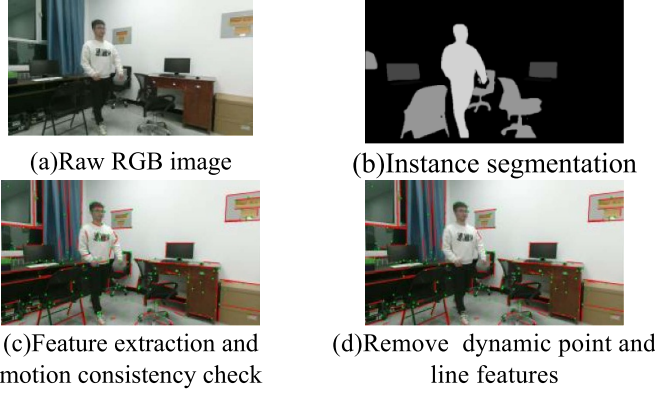 (a)Raw RGB image
(b)Instance segmentation
(c)Feature extraction and
motion consistency check
(d)Remove dynamic point and
line features